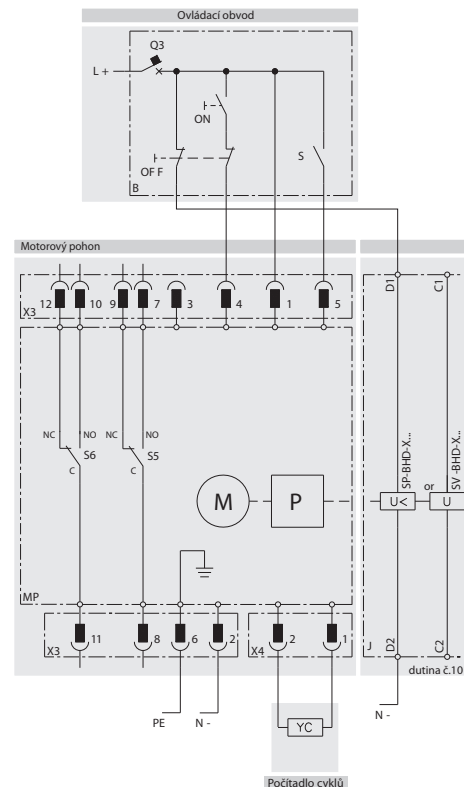 Ovládací obvod
Q3
L +
ON
OF F
S
B
Motorový pohon
12 10 9 7 3 4 1 5
X3
D1
C1
NC NO NC NO
S6 S5
C C
SP-BHD-X...
or
SV -BHD-X...
M P
U< U
MP
11 8 6 2 2 1
X3 X4
J
D2
C2
dutina č.10
PE N -
N -
YC
Počítadlo cyklů